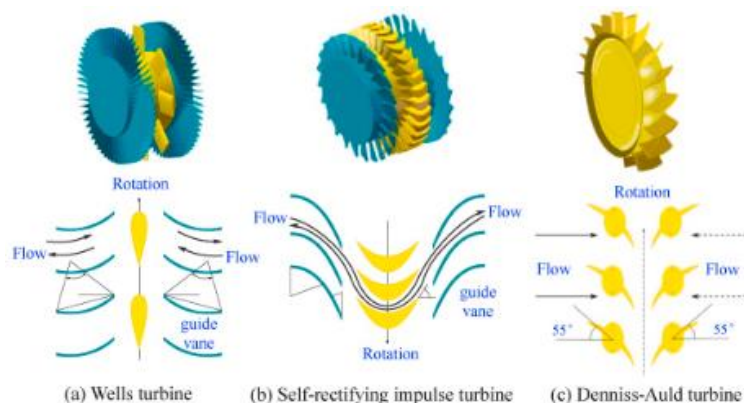 Rotation
Flow
Flow
guide
vane
(a) Wells turbine
Flow
Flow
guide
vane
Rotation
(b) Self-rectifying impulse turbine
Rotation
Flow
Flow
55°
55°
(c) Denniss-Auld turbine